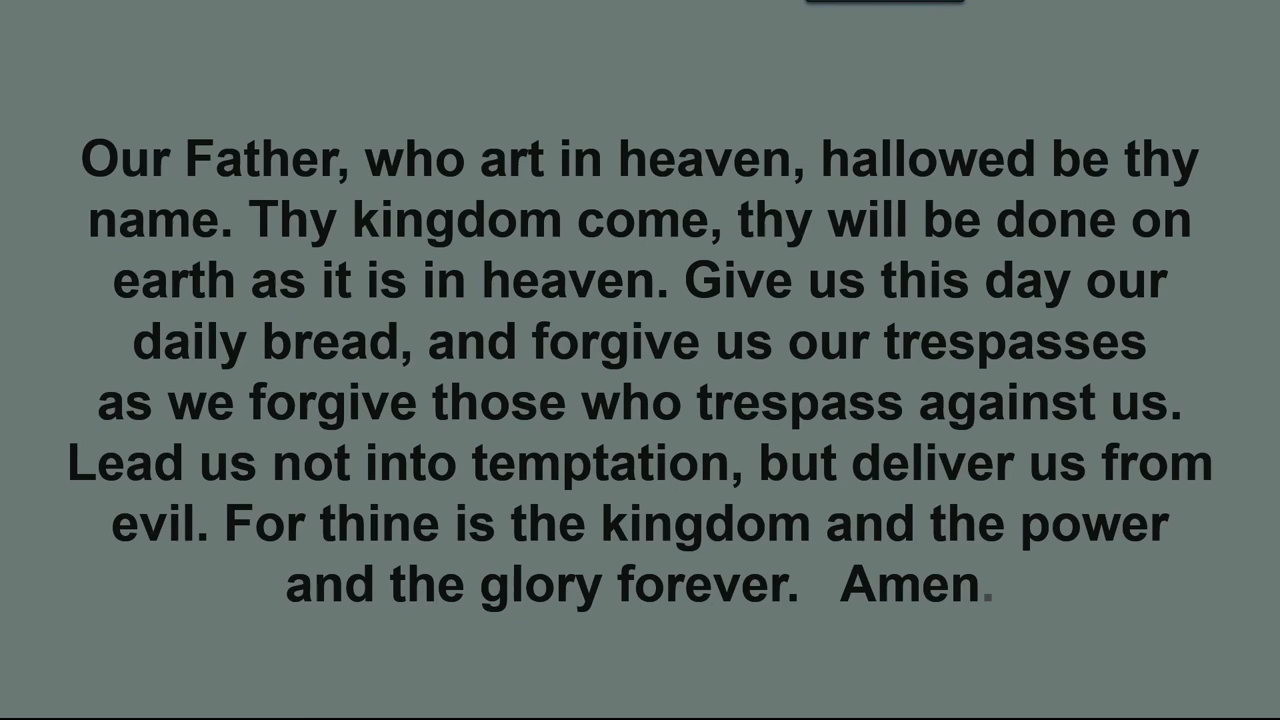 Our Father, who art in heaven, hallowed be thy
name. Thy kingdom come, thy will be done on
earth as it is in heaven. Give us this day our
daily bread, and forgive us our trespasses
as we forgive those who trespass against us.
Lead us not into temptation, but deliver us from
evil. For thine is the kingdom and the power
and the glory forever.   Amen.